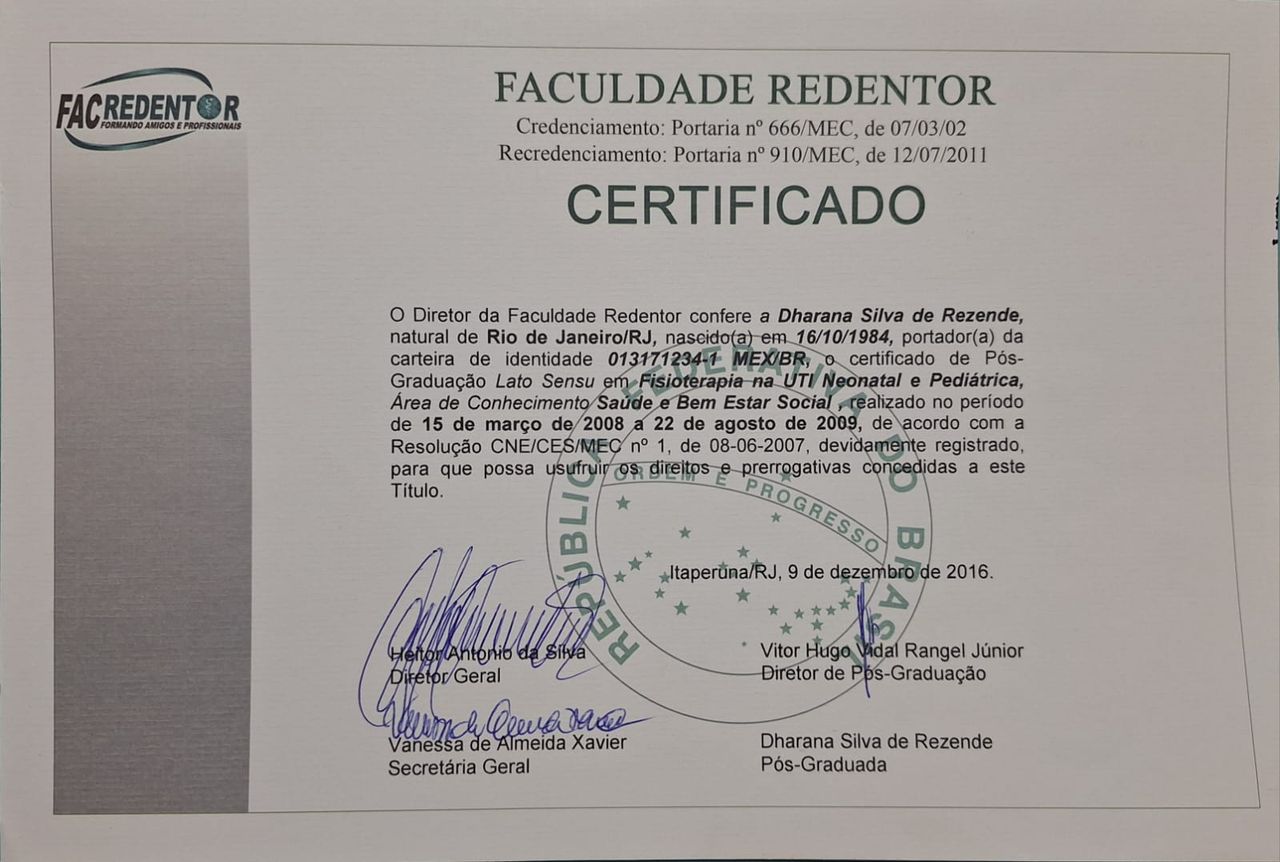 FACREDENTOR
FORMANDO AMIGOS E PROFISSIONAIS
FACULDADE REDENTOR
Credenciamento: Portaria nº 666/MEC, de 07/03/02
Recredenciamento: Portaria nº 910/MEC, de 12/07/2011
CERTIFICADO
O Diretor da Faculdade Redentor confere a Dharana Silva de Rezende,
natural de Rio de Janeiro/RJ, nascido(a) em 16/10/1984, portador(a) da
carteira de identidade 013171234-1 MEX/BR, o certificado de Pós-
Graduação Lato Sensu em Fisioterapia na UTI Neonatal e Pediátrica,
Área de Conhecimento Saúde e Bem Estar Social , realizado no período
de 15 de março de 2008 a 22 de agosto de 2009, de acordo com a
Resolução CNE/CES/MEC nº 1, de 08-06-2007, devidamente registrado,
para que possa usufruir os direitos e prerrogativas concedidas a este
Título.
REPÚBLICA FEDERATIVA DO BRASIL
ORDEM E PROGRESSO
Itaperuna/RJ, 9 de dezembro de 2016.
Heitor Antonio da Silva
Diretor Geral
Vitor Hugo Vidal Rangel Júnior
Diretor de Pós-Graduação
Vanessa de Almeida Xavier
Secretária Geral
Dharana Silva de Rezende
Pós-Graduada